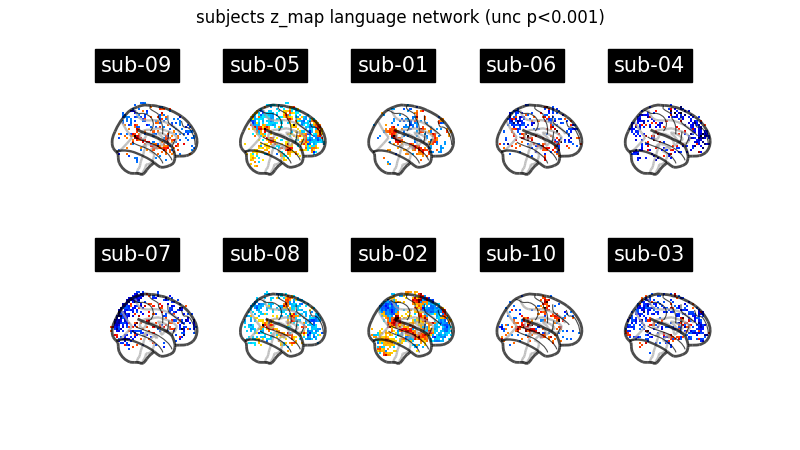 subjects z_map language network (unc p<0.001)
sub-09 sub-05 sub-01 sub-06 sub-04
sub-07 sub-08 sub-02 sub-10 sub-03